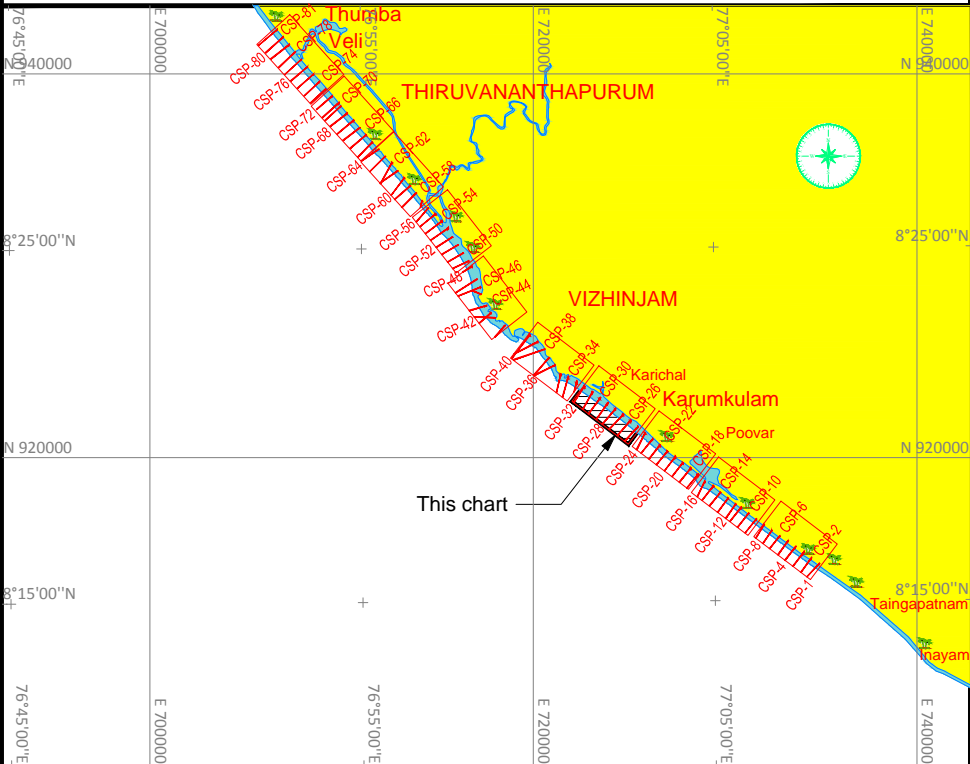 76°45'00''E
E 700000
76°55'00''E
E 720000
77°05'00''E
E 740000
Thumba
Veli
N 940000
N 940000
THIRUVANANTHAPURUM
8°25'00''N
8°25'00''N
VIZHINJAM
Karichal
Karumkulam
Poovar
N 920000
N 920000
This chart
8°15'00''N
8°15'00''N
Taingapatnam
Inayam
CSP-81
CSP-80
CSP-78
CSP-76
CSP-74
CSP-72
CSP-70
CSP-68
CSP-66
CSP-64
CSP-62
CSP-60
CSP-58
CSP-56
CSP-54
CSP-52
CSP-50
CSP-48
CSP-46
CSP-44
CSP-42
CSP-40
CSP-38
CSP-36
CSP-34
CSP-32
CSP-30
CSP-28
CSP-26
CSP-24
CSP-22
CSP-20
CSP-18
CSP-16
CSP-14
CSP-12
CSP-10
CSP-8
CSP-6
CSP-4
CSP-2
CSP-1
76°45'00''E
E 700000
76°55'00''E
E 720000
77°05'00''E
E 740000